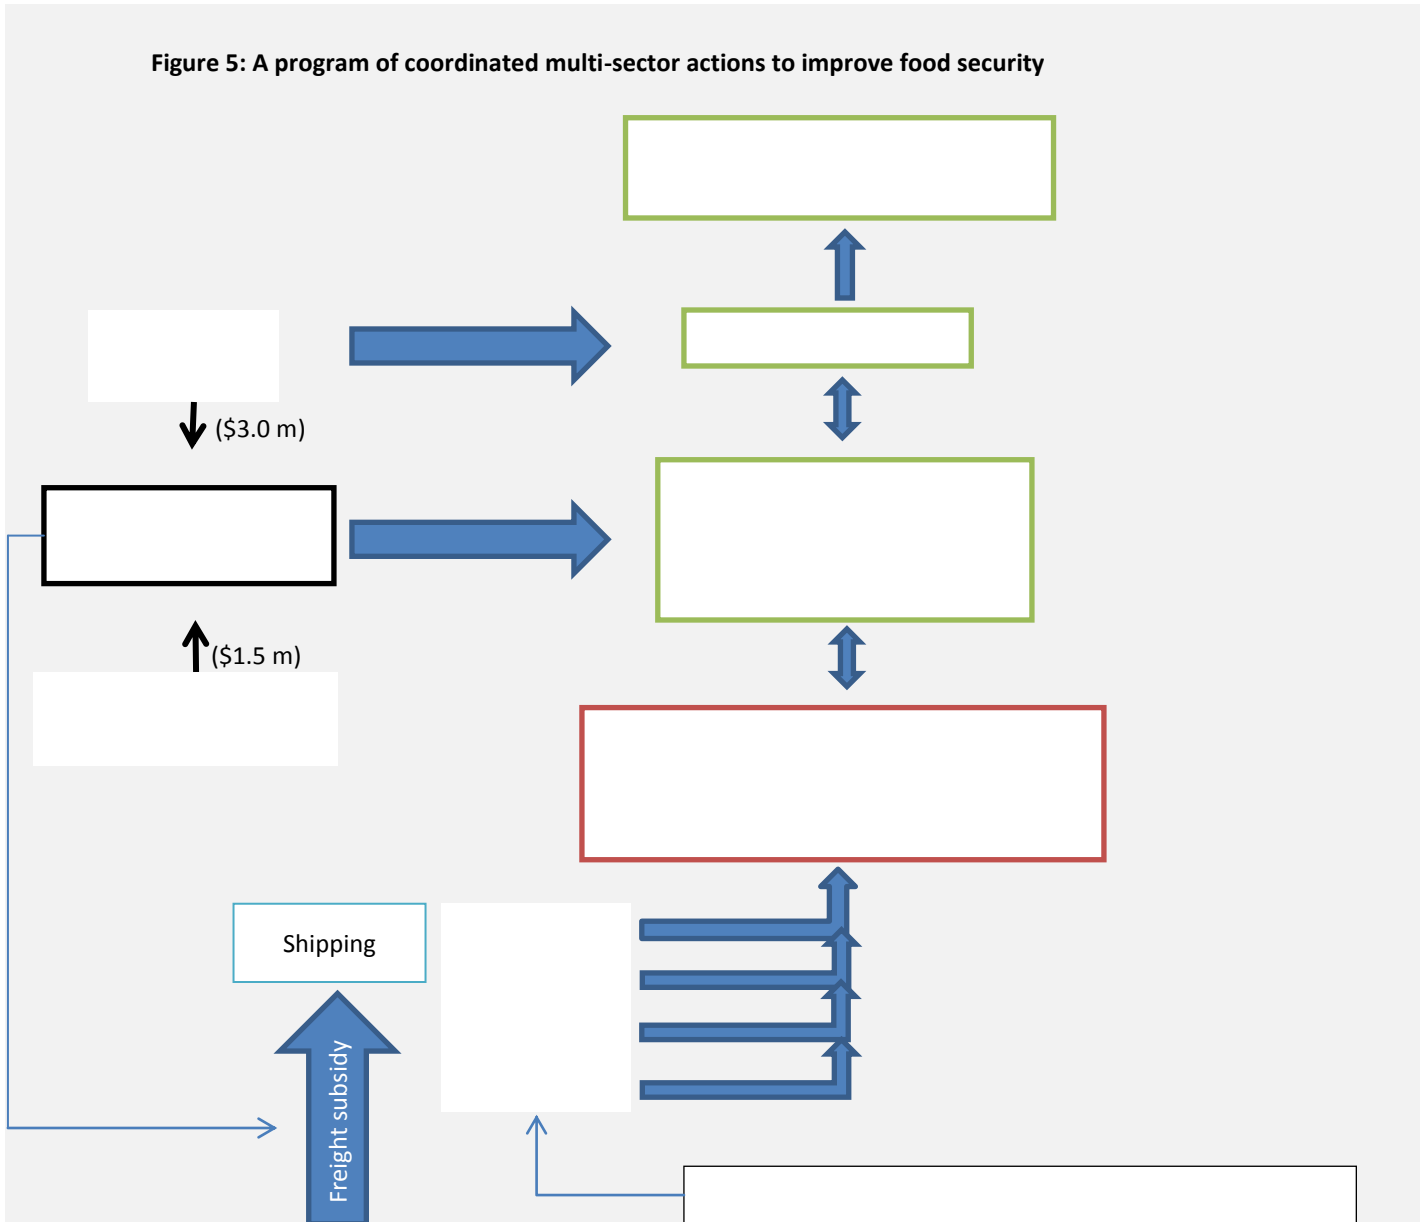 Figure 5: A program of coordinated multi-sector actions to improve food security
($3.0 m)
($1.5 m)
Shipping
Freight subsidy